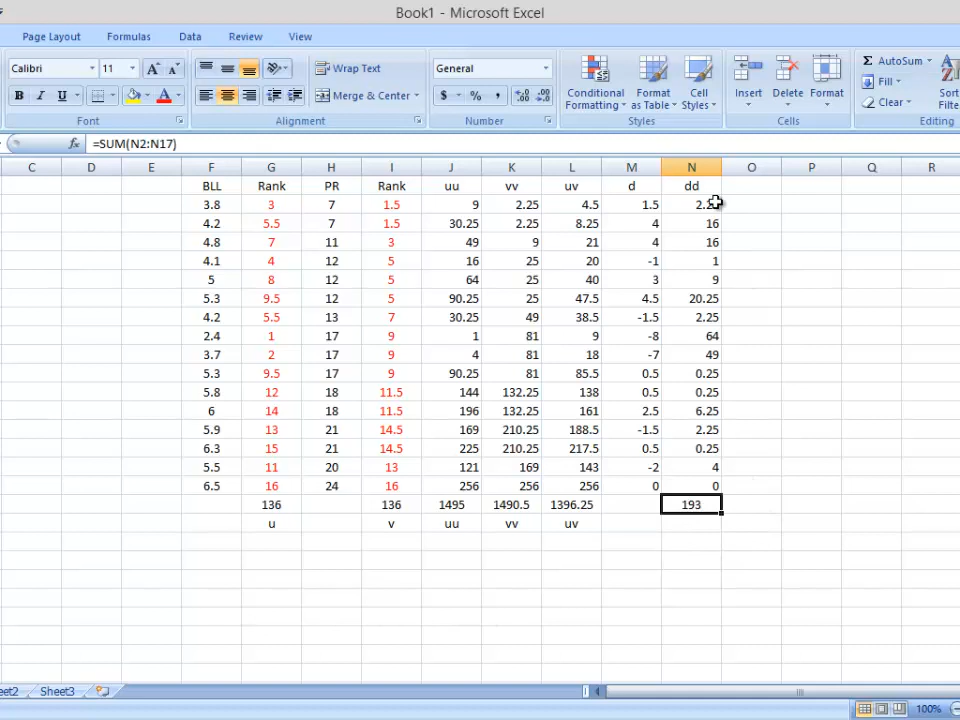 Book1 - Microsoft Excel
Page Layout Formulas Data Review View
Calibri 11 A A Wrap Text General AutoSum
Fill
B I U A Merge & Center $ % , .0 .00 .00 .0 Conditional Formatting Format as Table Cell Styles Insert Delete Format Clear
Font Alignment Number Styles Cells Editing
fx =SUM(N2:N17)
C D E F G H I J K L M N O P Q R
BLL Rank PR Rank uu vv uv d dd
3.8 3 7 1.5 9 2.25 4.5 1.5
4.2 5.5 7 1.5 30.25 2.25 8.25 4 16
4.8 7 11 3 49 9 21 4 16
4.1 4 12 5 16 25 20 -1 1
5 8 12 5 64 25 40 3 9
5.3 9.5 12 5 90.25 25 47.5 4.5 20.25
4.2 5.5 13 7 30.25 49 38.5 -1.5 2.25
2.4 1 17 9 1 81 9 -8 64
3.7 2 17 9 4 81 18 -7 49
5.3 9.5 17 9 90.25 81 85.5 0.5 0.25
5.8 12 18 11.5 144 132.25 138 0.5 0.25
6 14 18 11.5 196 132.25 161 2.5 6.25
5.9 13 21 14.5 169 210.25 188.5 -1.5 2.25
6.3 15 21 14.5 225 210.25 217.5 0.5 0.25
5.5 11 20 13 121 169 143 -2 4
6.5 16 24 16 256 256 256 0 0
136 136 1495 1490.5 1396.25 193
u v uu vv uv
Sheet3
100%